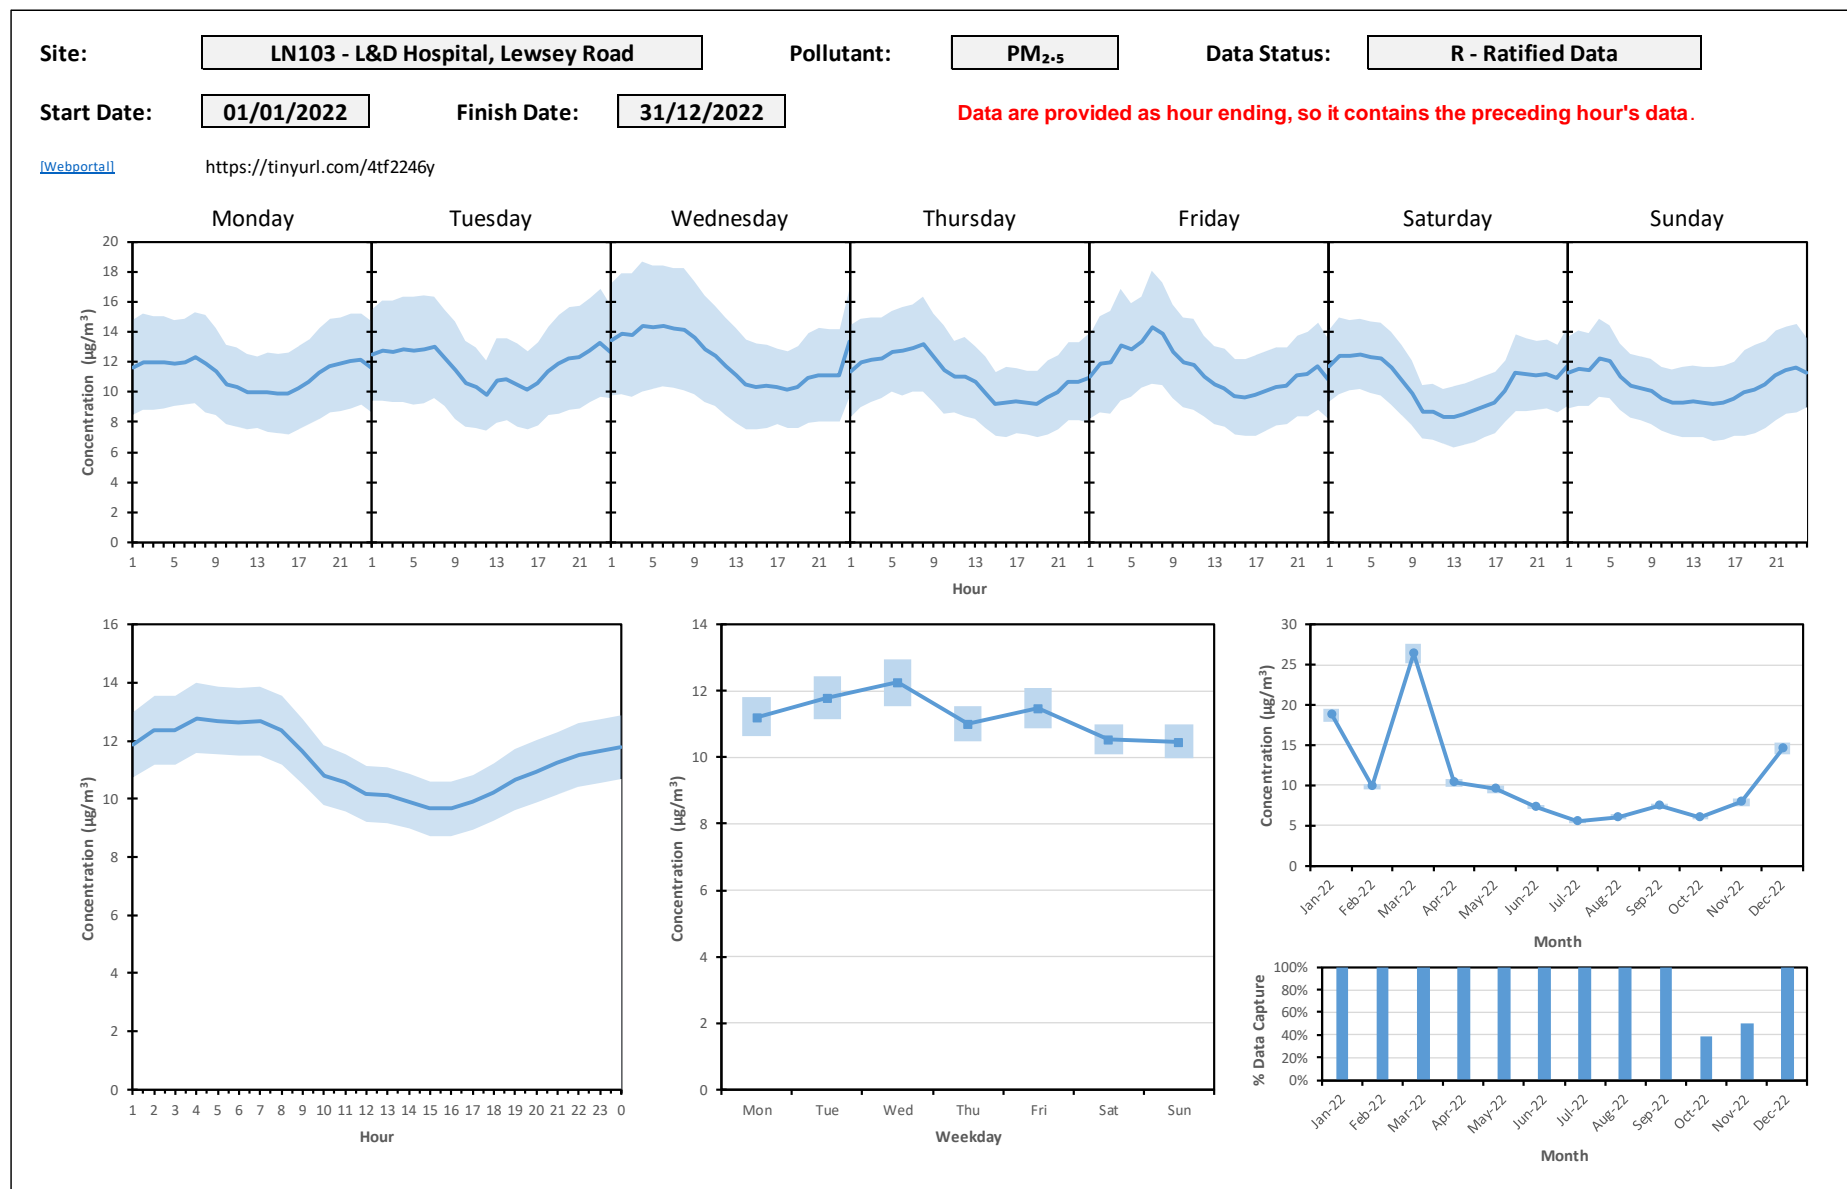 Site: LN103 - L&D Hospital, Lewsey Road Pollutant: PM₂.₅ Data Status: R - Ratified Data
Start Date: 01/01/2022 Finish Date: 31/12/2022 Data are provided as hour ending, so it contains the preceding hour's data.
[Webportal] https://tinyurl.com/4tf2246y
Monday Tuesday Wednesday Thursday Friday Saturday Sunday
Concentration (µg/m³)
20
18
16
14
12
10
8
6
4
2
0
1 5 9 13 17 21 1 5 9 13 17 21 1 5 9 13 17 21 1 5 9 13 17 21 1 5 9 13 17 21 1 5 9 13 17 21 1 5 9 13 17 21
Hour
Concentration (µg/m³)
16
14
12
10
8
6
4
2
0
1 2 3 4 5 6 7 8 9 10 11 12 13 14 15 16 17 18 19 20 21 22 23 0
Hour
Concentration (µg/m³)
14
12
10
8
6
4
2
0
Mon Tue Wed Thu Fri Sat Sun
Weekday
Concentration (µg/m³)
30
25
20
15
10
5
0
Jan-22 Feb-22 Mar-22 Apr-22 May-22 Jun-22 Jul-22 Aug-22 Sep-22 Oct-22 Nov-22 Dec-22
Month
% Data Capture
100%
80%
60%
40%
20%
0%
Jan-22 Feb-22 Mar-22 Apr-22 May-22 Jun-22 Jul-22 Aug-22 Sep-22 Oct-22 Nov-22 Dec-22
Month